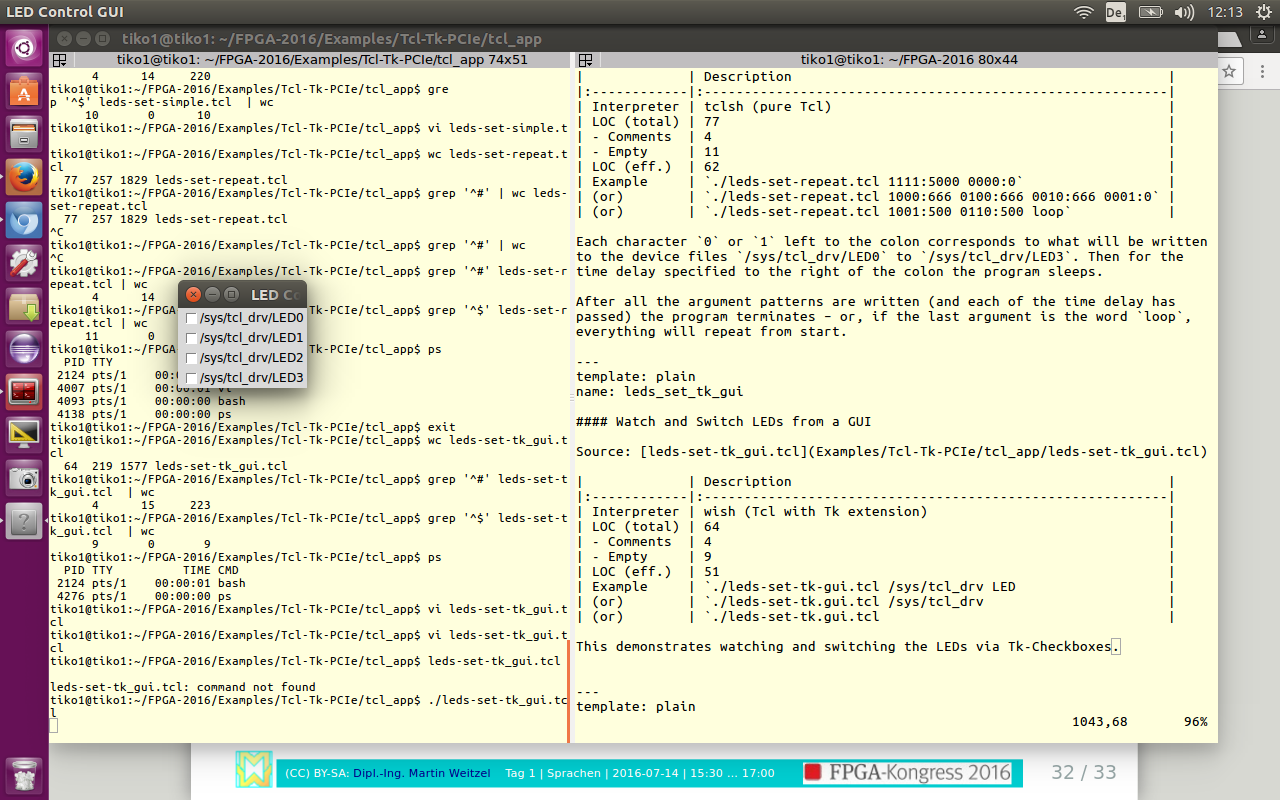 LED Control GUI
De1
12:13
tiko1@tiko1: ~/FPGA-2016/Examples/Tcl-Tk-PCIe/tcl_app
tiko1@tiko1: ~/FPGA-2016/Examples/Tcl-Tk-PCIe/tcl_app 74x51
4 14 220
tiko1@tiko1:~/FPGA-2016/Examples/Tcl-Tk-PCIe/tcl_app$ gre
p '^$' leds-set-simple.tcl | wc
10 0 10
tiko1@tiko1:~/FPGA-2016/Examples/Tcl-Tk-PCIe/tcl_app$ vi leds-set-simple.t
tiko1@tiko1:~/FPGA-2016/Examples/Tcl-Tk-PCIe/tcl_app$ wc leds-set-repeat.t
cl
77 257 1829 leds-set-repeat.tcl
tiko1@tiko1:~/FPGA-2016/Examples/Tcl-Tk-PCIe/tcl_app$ grep '^#' | wc leds-
set-repeat.tcl
77 257 1829 leds-set-repeat.tcl
^C
tiko1@tiko1:~/FPGA-2016/Examples/Tcl-Tk-PCIe/tcl_app$ grep '^#' | wc
^C
tiko1@tiko1:~/FPGA-2016/Examples/Tcl-Tk-PCIe/tcl_app$ grep '^#' leds-set-r
epeat.tcl | wc
4 14
/tcl_app$ grep '^$' leds-set-r
tiko1@tiko1:~/FPGA-2016
epeat.tcl | wc
11 0
tiko1@tiko1:~/FPGA-2016
/tcl_app$ ps
PID TTY
2124 pts/1 00:0
4007 pts/1 00:00:01 vi
4093 pts/1 00:00:00 bash
4138 pts/1 00:00:00 ps
tiko1@tiko1:~/FPGA-2016/Examples/Tcl-Tk-PCIe/tcl_app$ exit
tiko1@tiko1:~/FPGA-2016/Examples/Tcl-Tk-PCIe/tcl_app$ wc leds-set-tk_gui.t
cl
64 219 1577 leds-set-tk_gui.tcl
tiko1@tiko1:~/FPGA-2016/Examples/Tcl-Tk-PCIe/tcl_app$ grep '^#' leds-set-t
k_gui.tcl | wc
4 15 223
tiko1@tiko1:~/FPGA-2016/Examples/Tcl-Tk-PCIe/tcl_app$ grep '^$' leds-set-t
k_gui.tcl | wc
9 0 9
tiko1@tiko1:~/FPGA-2016/Examples/Tcl-Tk-PCIe/tcl_app$ ps
PID TTY TIME CMD
2124 pts/1 00:00:01 bash
4276 pts/1 00:00:00 ps
tiko1@tiko1:~/FPGA-2016/Examples/Tcl-Tk-PCIe/tcl_app$ vi leds-set-tk_gui.t
cl
tiko1@tiko1:~/FPGA-2016/Examples/Tcl-Tk-PCIe/tcl_app$ vi leds-set-tk_gui.t
cl
tiko1@tiko1:~/FPGA-2016/Examples/Tcl-Tk-PCIe/tcl_app$ leds-set-tk_gui.tcl
leds-set-tk_gui.tcl: command not found
tiko1@tiko1:~/FPGA-2016/Examples/Tcl-Tk-PCIe/tcl_app$ ./leds-set-tk_gui.tc
l
LED Co
/sys/tcl_drv/LED0
/sys/tcl_drv/LED1
/sys/tcl_drv/LED2
/sys/tcl_drv/LED3
tiko1@tiko1: ~/FPGA-2016 80x44
| | Description |
|:------------|:----------------------------------------------------------|
| Interpreter | tclsh (pure Tcl) |
| LOC (total) | 77 |
| - Comments | 4 |
| - Empty | 11 |
| LOC (eff.) | 62 |
| Example | `./leds-set-repeat.tcl 1111:5000 0000:0` |
| (or) | `./leds-set-repeat.tcl 1000:666 0100:666 0010:666 0001:0` |
| (or) | `./leds-set-repeat.tcl 1001:500 0110:500 loop` |
Each character `0` or `1` left to the colon corresponds to what will be written
to the device files `/sys/tcl_drv/LED0` to `/sys/tcl_drv/LED3`. Then for the
time delay specified to the right of the colon the program sleeps.
After all the argument patterns are written (and each of the time delay has
passed) the program terminates – or, if the last argument is the word `loop`,
everything will repeat from start.
---
template: plain
name: leds_set_tk_gui
#### Watch and Switch LEDs from a GUI
Source: [leds-set-tk_gui.tcl](Examples/Tcl-Tk-PCIe/tcl_app/leds-set-tk_gui.tcl)
| | Description |
|:------------|:----------------------------------------------------------|
| Interpreter | wish (Tcl with Tk extension) |
| LOC (total) | 64 |
| - Comments | 4 |
| - Empty | 9 |
| LOC (eff.) | 51 |
| Example | `./leds-set-tk-gui.tcl /sys/tcl_drv LED |
| (or) | `./leds-set-tk.gui.tcl /sys/tcl_drv |
| (or) | `./leds-set-tk.gui.tcl |
This demonstrates watching and switching the LEDs via Tk-Checkboxes.
---
template: plain
1043,68 96%
(CC) BY-SA: Dipl.-Ing. Martin Weitzel Tag 1 | Sprachen | 2016-07-14 | 15:30 ... 17:00
FPGA-Kongress 2016
32 / 33